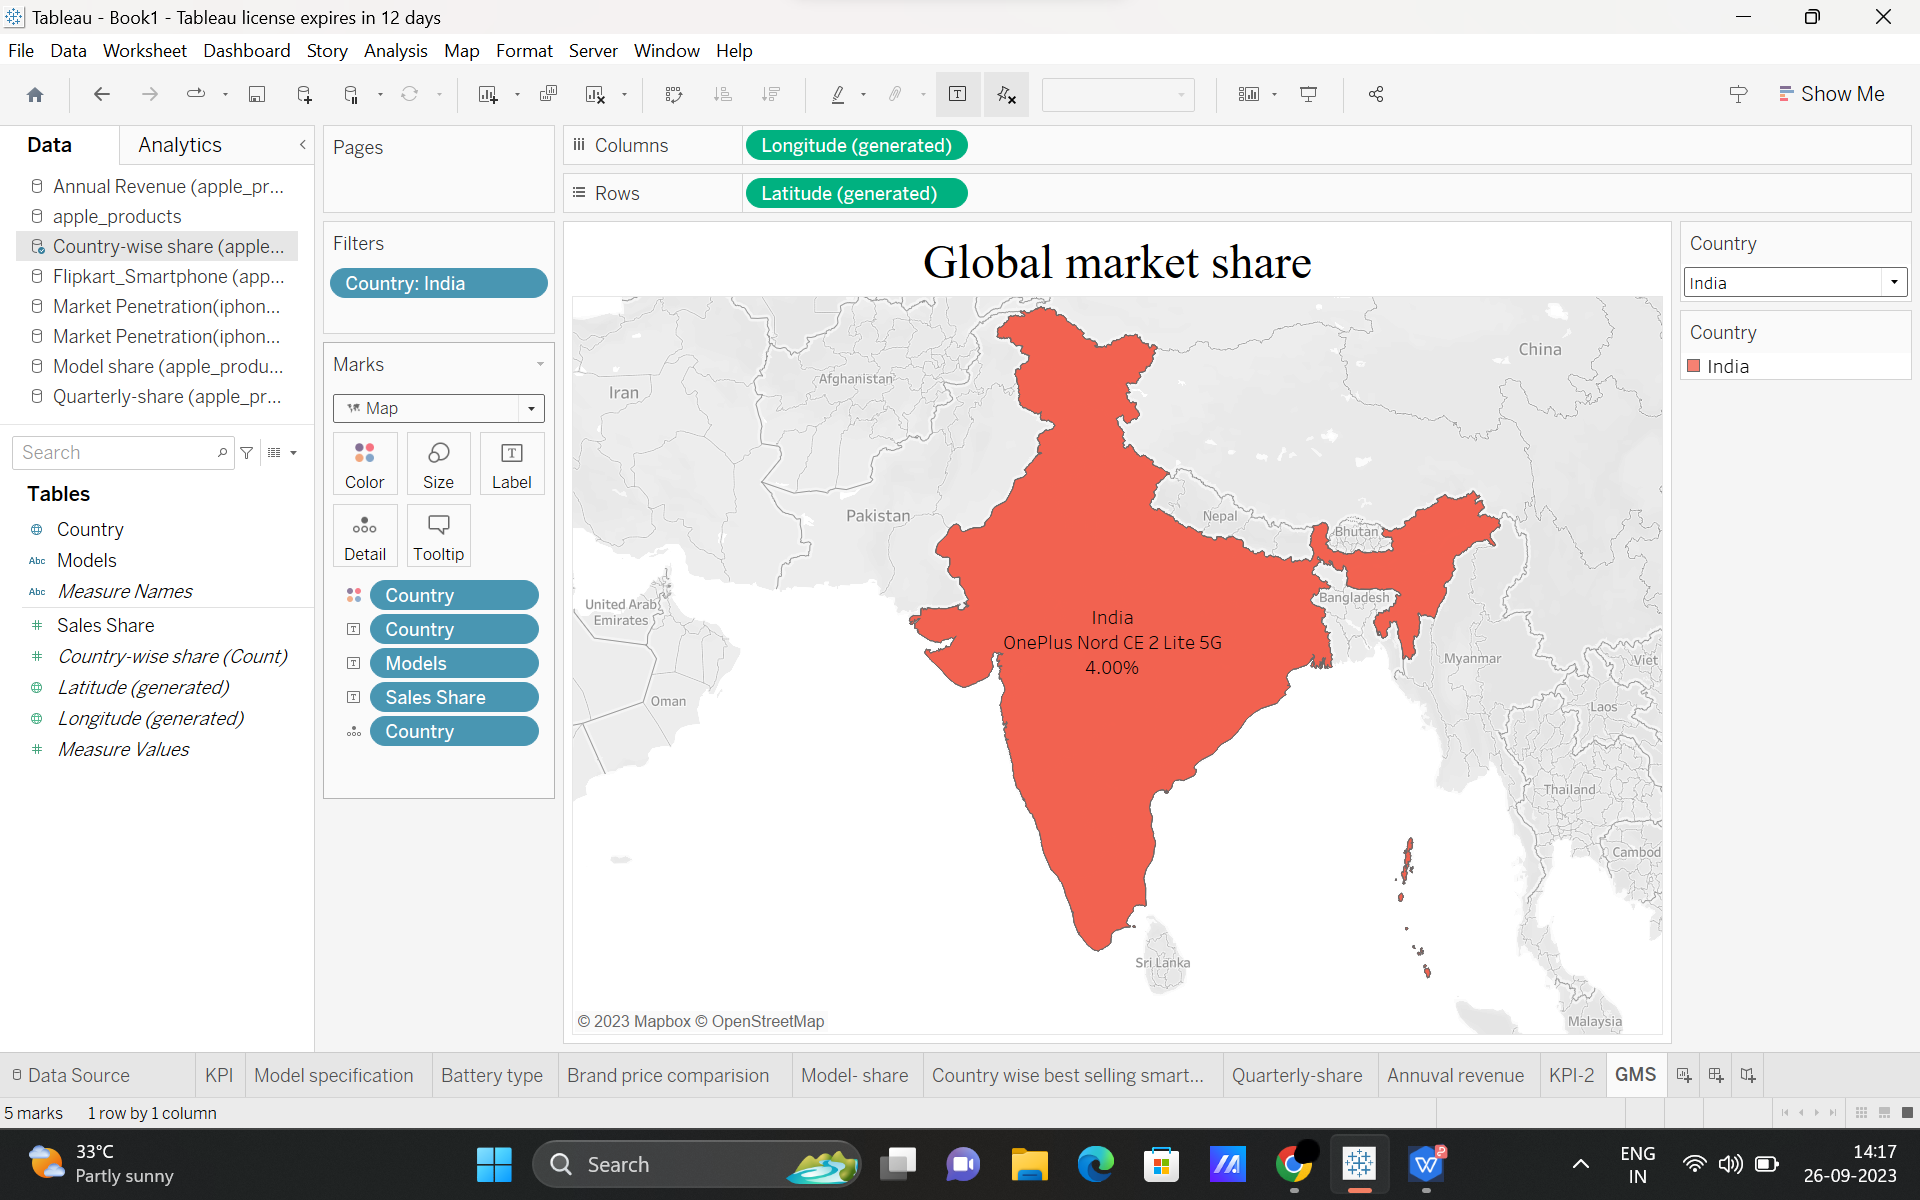 Tableau - Book1 - Tableau license expires in 12 days
File Data Worksheet Dashboard Story Analysis Map Format Server Window Help
Show Me
Data Analytics
Annual Revenue (apple_pr...
apple_products
Country-wise share (apple...
Flipkart_Smartphone (app...
Market Penetration(iphon...
Market Penetration(iphon...
Model share (apple_produ...
Quarterly-share (apple_pr...
Search
Tables
Country
Abc Models
Abc Measure Names
Sales Share
Country-wise share (Count)
Latitude (generated)
Longitude (generated)
Measure Values
Pages
Filters
Country: India
Marks
Map
Color Size Label
Detail Tooltip
Country
Country
Models
Sales Share
Country
Columns Longitude (generated)
Rows Latitude (generated)
Global market share
China
Afghanistan
Iran
Pakistan
Nepal
Bhutan
United Arab
Emirates
Bangladesh
India
OnePlus Nord CE 2 Lite 5G
4.00%
Myanmar
Viet
Oman
Laos
Thailand
Cambod
Sri Lanka
Malaysia
© 2023 Mapbox © OpenStreetMap
Country
India
Country
India
Data Source KPI Model specification Battery type Brand price comparision Model- share Country wise best selling smart... Quarterly-share Annuval revenue KPI-2 GMS
5 marks 1 row by 1 column
33°C
Partly sunny
Search
ENG
IN
14:17
26-09-2023